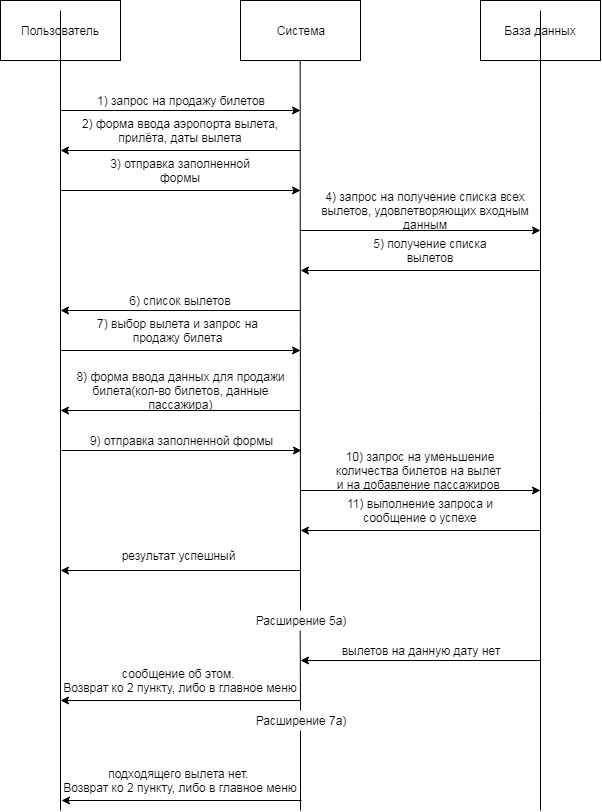 Пользователь
Система
База данных
1) запрос на продажу билетов
2) форма ввода аэропорта вылета,
прилёта, даты вылета
3) отправка заполненной
формы
4) запрос на получение списка всех
вылетов, удовлетворяющих входным
данным
5) получение списка
вылетов
6) список вылетов
7) выбор вылета и запрос на
продажу билета
8) форма ввода данных для продажи
билета(кол-во билетов, данные
пассажира)
9) отправка заполненной формы
10) запрос на уменьшение
количества билетов на вылет
и на добавление пассажиров
11) выполнение запроса и
сообщение о успехе
результат успешный
Расширение 5а)
вылетов на данную дату нет
сообщение об этом.
Возврат ко 2 пункту, либо в главное меню
Расширение 7а)
подходящего вылета нет.
Возврат ко 2 пункту, либо в главное меню